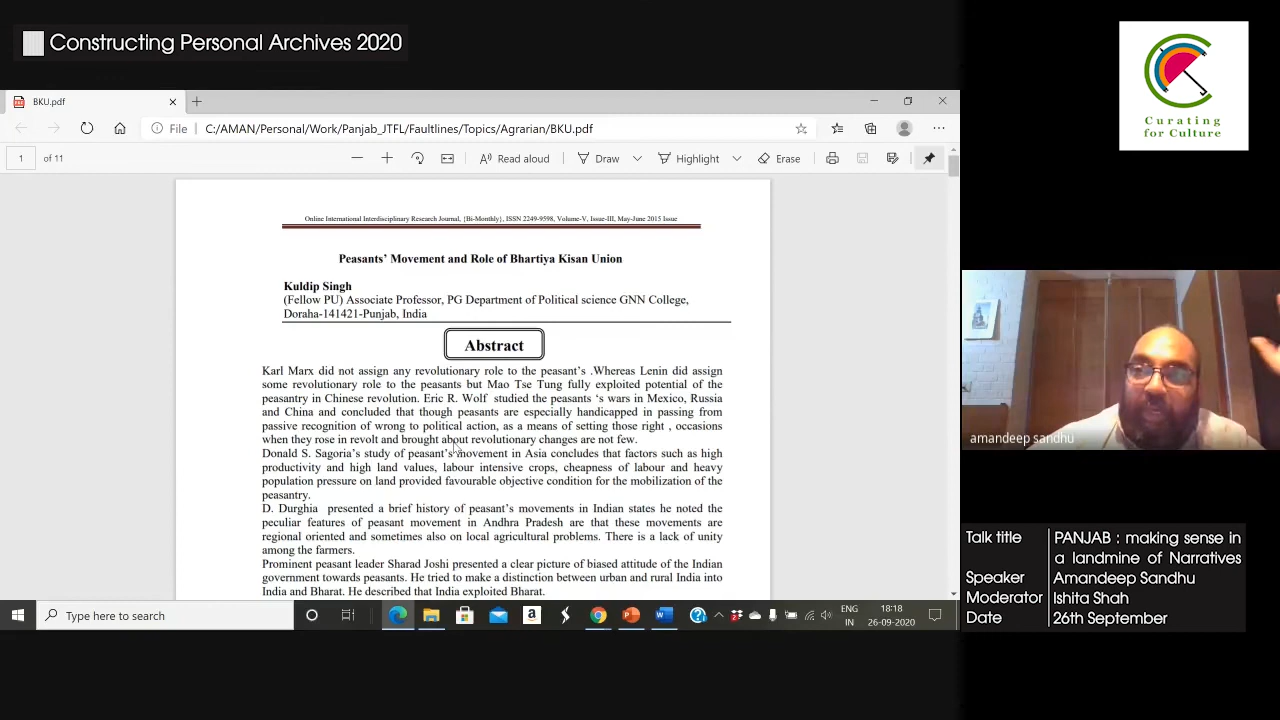 Constructing Personal Archives 2020
BKU.pdf
File C:/AMAN/Personal/Work/Panjab_JTFL/Faultlines/Topics/Agrarian/BKU.pdf
1 of 11 Read aloud Draw Highlight Erase
Online International Interdisciplinary Research Journal, {Bi-Monthly}, ISSN 2249-9598, Volume-V, Issue-III, May-June 2015 Issue
Peasants’ Movement and Role of Bhartiya Kisan Union
Kuldip Singh
(Fellow PU) Associate Professor, PG Department of Political science GNN College,
Doraha-141421-Punjab, India
Abstract
Karl Marx did not assign any revolutionary role to the peasant’s .Whereas Lenin did assign
some revolutionary role to the peasants but Mao Tse Tung fully exploited potential of the
peasantry in Chinese revolution. Eric R. Wolf studied the peasants ‘s wars in Mexico, Russia
and China and concluded that though peasants are especially handicapped in passing from
passive recognition of wrong to political action, as a means of setting those right , occasions
when they rose in revolt and brought about revolutionary changes are not few.
Donald S. Sagoria’s study of peasant’s movement in Asia concludes that factors such as high
productivity and high land values, labour intensive crops, cheapness of labour and heavy
population pressure on land provided favourable objective condition for the mobilization of the
peasantry.
D. Durghia presented a brief history of peasant’s movements in Indian states he noted the
peculiar features of peasant movement in Andhra Pradesh are that these movements are
regional oriented and sometimes also on local agricultural problems. There is a lack of unity
among the farmers.
Prominent peasant leader Sharad Joshi presented a clear picture of biased attitude of the Indian
government towards peasants. He tried to make a distinction between urban and rural India into
India and Bharat. He described that India exploited Bharat.
Type here to search
ENG
IN
18:18
26-09-2020
Curating
for Culture
amandeep sandhu
Talk title PANJAB : making sense in
a landmine of Narratives
Speaker Amandeep Sandhu
Moderator Ishita Shah
Date 26th September